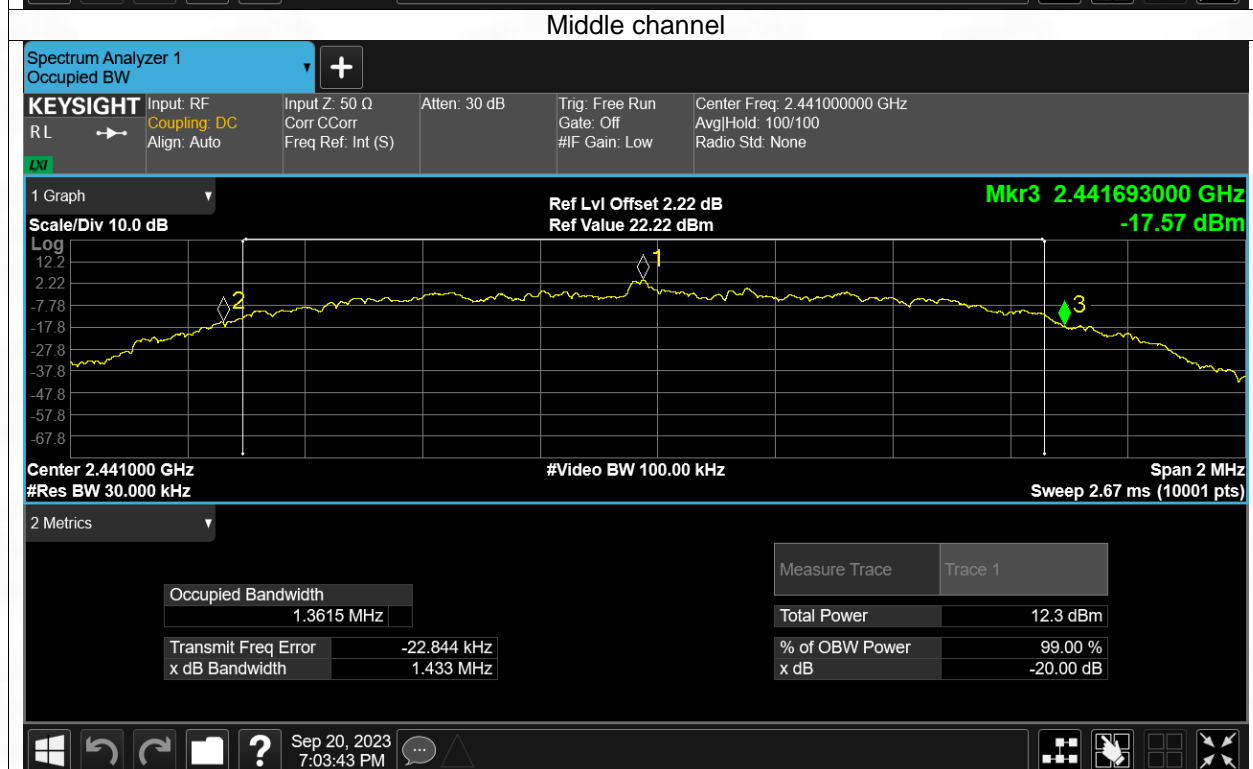 Middle channel
Spectrum Analyzer 1
Occupied BW
KEYSIGHT
RL
LXI
Input: RF
Coupling: DC
Align: Auto
Input Z: 50 Ω
Corr CCorr
Freq Ref: Int (S)
Atten: 30 dB
Trig: Free Run
Gate: Off
#IF Gain: Low
Center Freq: 2.441000000 GHz
Avg|Hold: 100/100
Radio Std: None
1 Graph
Scale/Div 10.0 dB
Ref Lvl Offset 2.22 dB
Ref Value 22.22 dBm
Mkr3 2.441693000 GHz
-17.57 dBm
Log
12.2
2.22
-7.78
-17.8
-27.8
-37.8
-47.8
-57.8
-67.8
1
2
3
Center 2.441000 GHz
#Res BW 30.000 kHz
#Video BW 100.00 kHz
Span 2 MHz
Sweep 2.67 ms (10001 pts)
2 Metrics
Measure Trace Trace 1
Occupied Bandwidth
1.3615 MHz
Total Power 12.3 dBm
Transmit Freq Error -22.844 kHz
% of OBW Power 99.00 %
x dB Bandwidth 1.433 MHz
x dB -20.00 dB
?
Sep 20, 2023
7:03:43 PM